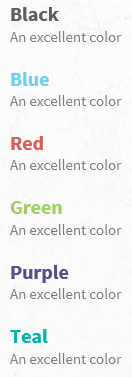 Black
An excellent color
Blue
An excellent color
Red
An excellent color
Green
An excellent color
Purple
An excellent color
Teal
An excellent color